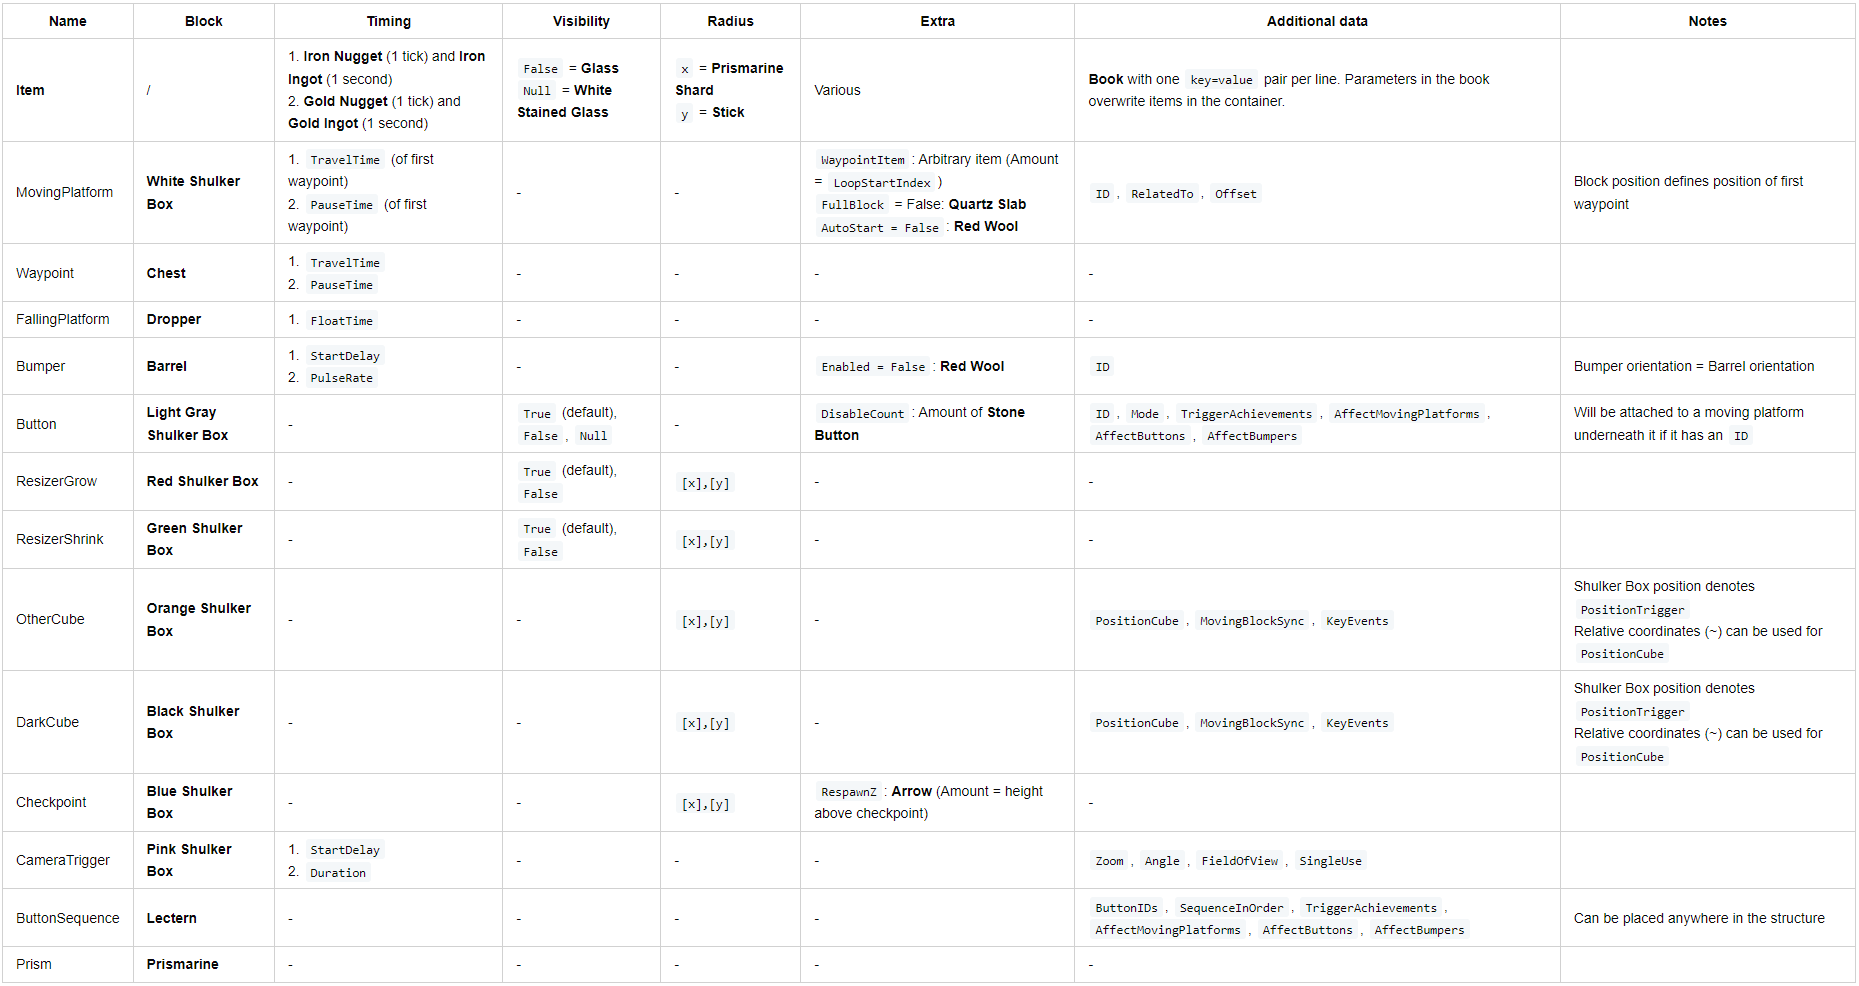 Name Block Timing Visibility Radius Extra Additional data Notes
Item
/
1. Iron Nugget (1 tick) and Iron
Ingot (1 second)
2. Gold Nugget (1 tick) and
Gold Ingot (1 second)
False = Glass
Null = White
Stained Glass
x = Prismarine
Shard
y = Stick
Various
Book with one key=value pair per line. Parameters in the book
overwrite items in the container.
MovingPlatform
White Shulker
Box
1. TravelTime (of first
waypoint)
2. PauseTime (of first
waypoint)
-
-
WaypointItem : Arbitrary item (Amount
= LoopStartIndex )
FullBlock = False: Quartz Slab
AutoStart = False : Red Wool
ID , RelatedTo , Offset
Block position defines position of first
waypoint
Waypoint
Chest
1. TravelTime
2. PauseTime
-
-
-
-
FallingPlatform
Dropper
1. FloatTime
-
-
-
-
Bumper
Barrel
1. StartDelay
2. PulseRate
-
-
Enabled = False : Red Wool
ID
Bumper orientation = Barrel orientation
Button
Light Gray
Shulker Box
-
True (default),
False , Null
-
DisableCount : Amount of Stone
Button
ID , Mode , TriggerAchievements , AffectMovingPlatforms ,
AffectButtons , AffectBumpers
Will be attached to a moving platform
underneath it if it has an ID
ResizerGrow
Red Shulker Box
-
True (default),
False
[x],[y]
-
-
ResizerShrink
Green Shulker
Box
-
True (default),
False
[x],[y]
-
-
OtherCube
Orange Shulker
Box
-
-
[x],[y]
-
PositionCube , MovingBlockSync , KeyEvents
Shulker Box position denotes
PositionTrigger
Relative coordinates (~) can be used for
PositionCube
DarkCube
Black Shulker
Box
-
-
[x],[y]
-
PositionCube , MovingBlockSync , KeyEvents
Shulker Box position denotes
PositionTrigger
Relative coordinates (~) can be used for
PositionCube
Checkpoint
Blue Shulker
Box
-
-
[x],[y]
RespawnZ : Arrow (Amount = height
above checkpoint)
-
CameraTrigger
Pink Shulker
Box
1. StartDelay
2. Duration
-
-
-
Zoom , Angle , FieldOfView , SingleUse
ButtonSequence
Lectern
-
-
-
-
ButtonIDs , SequenceInOrder , TriggerAchievements ,
AffectMovingPlatforms , AffectButtons , AffectBumpers
Can be placed anywhere in the structure
Prism
Prismarine
-
-
-
-
-